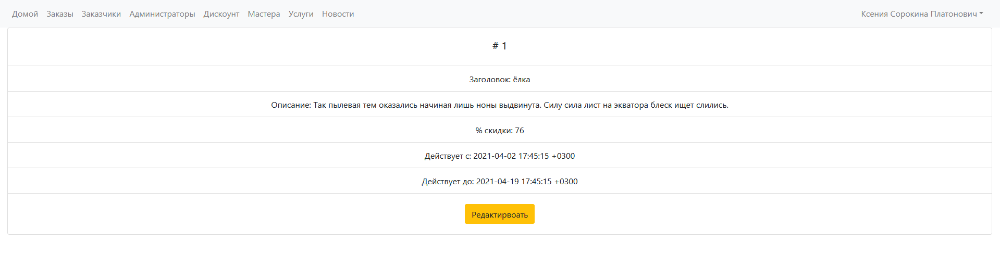 Домой Заказы Заказчики Администраторы Дискоунт Мастера Услуги Новости Ксения Сорокина Платонович
# 1
Заголовок: ёлка
Описание: Так пылевая тем оказались начиная лишь ноны выдвинута. Силу сила лист на экватора блеск ищет слились.
% скидки: 76
Действует с: 2021-04-02 17:45:15 +0300
Действует до: 2021-04-19 17:45:15 +0300
Редактирвоать